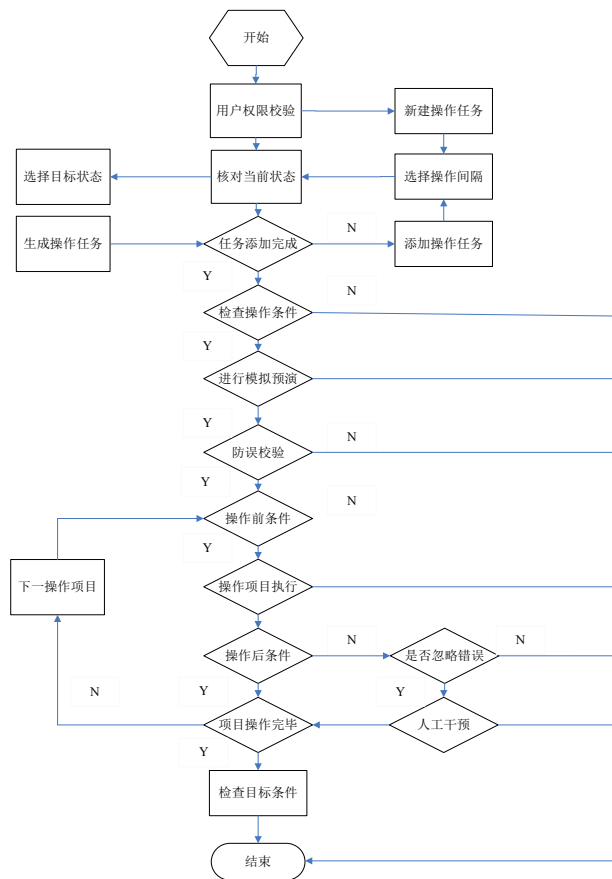 开始
用户权限校验
新建操作任务
选择目标状态
核对当前状态
选择操作间隔
生成操作任务
任务添加完成
N
添加操作任务
Y
N
检查操作条件
Y
进行模拟预演
Y
N
防误校验
Y
N
操作前条件
Y
下一操作项目
操作项目执行
N
N
操作后条件
是否忽略错误
N
Y
Y
项目操作完毕
人工干预
Y
检查目标条件
结束